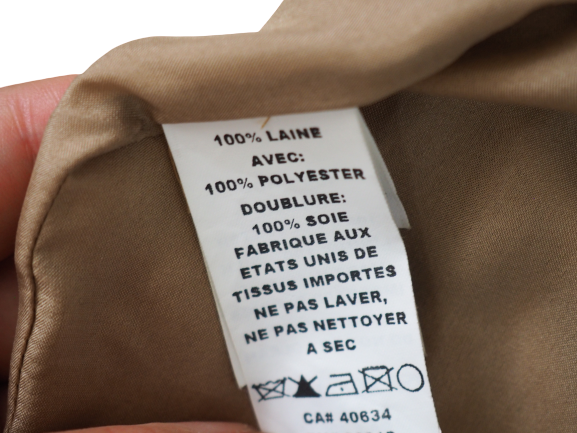 100% LAINE
AVEC:
100% POLYESTER
DOUBLURE:
100% SOIE
FABRIQUE AUX
ETATS UNIS DE
TISSUS IMPORTES
NE PAS LAVER,
NE PAS NETTOYER
A SEC
CA# 40634